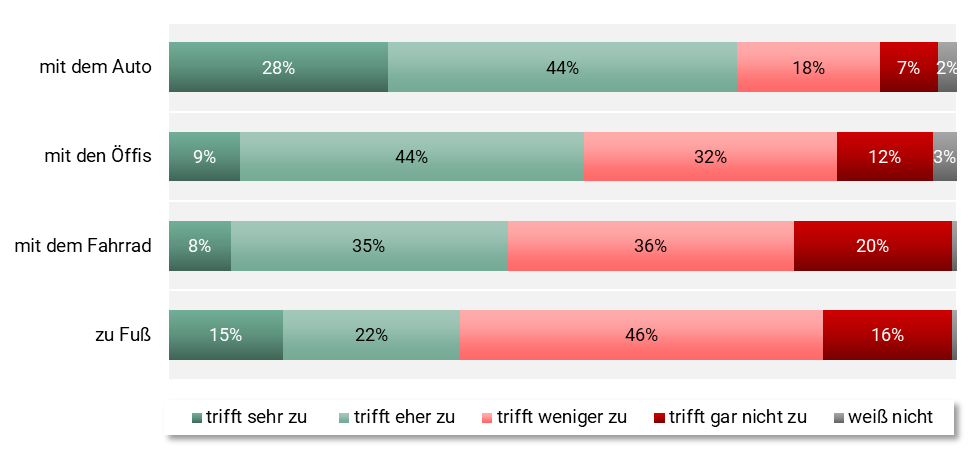 mit dem Auto 28% 44% 18% 7% 2%
mit den Öffis 9% 44% 32% 12% 3%
mit dem Fahrrad 8% 35% 36% 20%
zu Fuß 15% 22% 46% 16%
trifft sehr zu trifft eher zu trifft weniger zu trifft gar nicht zu weiß nicht